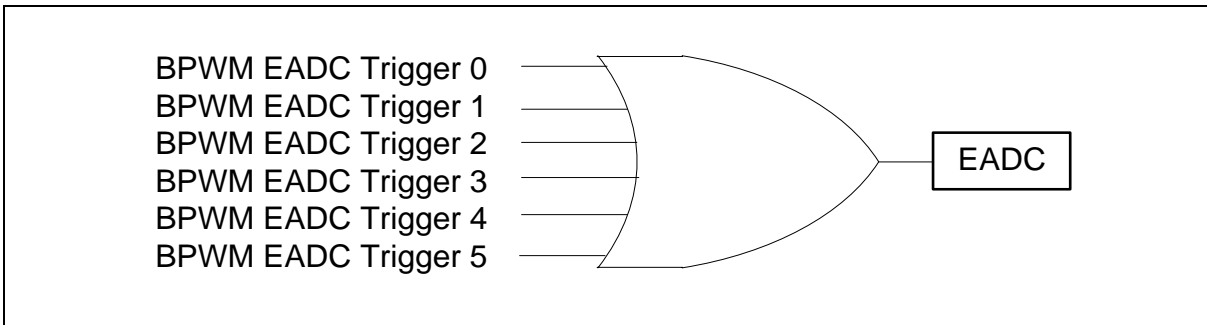 BPWM EADC Trigger 0
BPWM EADC Trigger 1
BPWM EADC Trigger 2
BPWM EADC Trigger 3
BPWM EADC Trigger 4
BPWM EADC Trigger 5
EADC